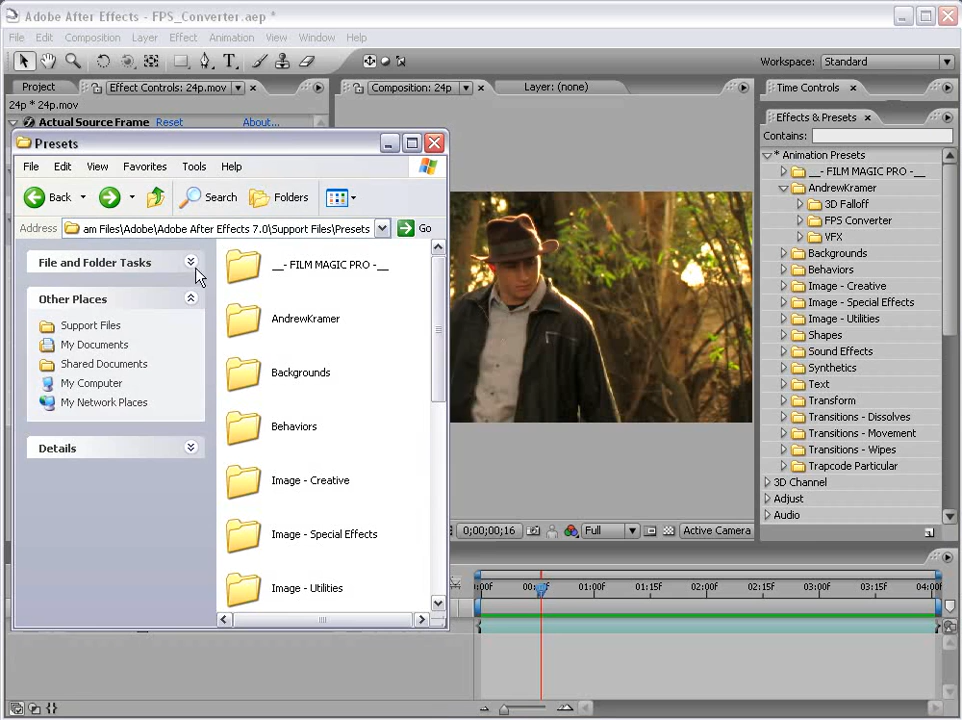 Adobe After Effects - FPS_Converter.aep *
File Edit Composition Layer Effect Animation View Window Help
Workspace: Standard
Project Effect Controls: 24p.mov Composition: 24p Layer: (none) Time Controls
24p * 24p.mov
Actual Source Frame Reset About...
Effects & Presets
Contains:
Presets
File Edit View Favorites Tools Help
Back Search Folders
Address am Files\Adobe\Adobe After Effects 7.0\Support Files\Presets Go
File and Folder Tasks
Other Places
Support Files
My Documents
Shared Documents
My Computer
My Network Places
Details
__- FILM MAGIC PRO -__
AndrewKramer
Backgrounds
Behaviors
Image - Creative
Image - Special Effects
Image - Utilities
* Animation Presets
__- FILM MAGIC PRO -__
AndrewKramer
3D Falloff
FPS Converter
VFX
Backgrounds
Behaviors
Image - Creative
Image - Special Effects
Image - Utilities
Shapes
Sound Effects
Synthetics
Text
Transform
Transitions - Dissolves
Transitions - Movement
Transitions - Wipes
Trapcode Particular
3D Channel
Adjust
Audio
0;00;00;16 Full Active Camera
01:00f 01:15f 02:00f 02:15f 03:00f 03:15f